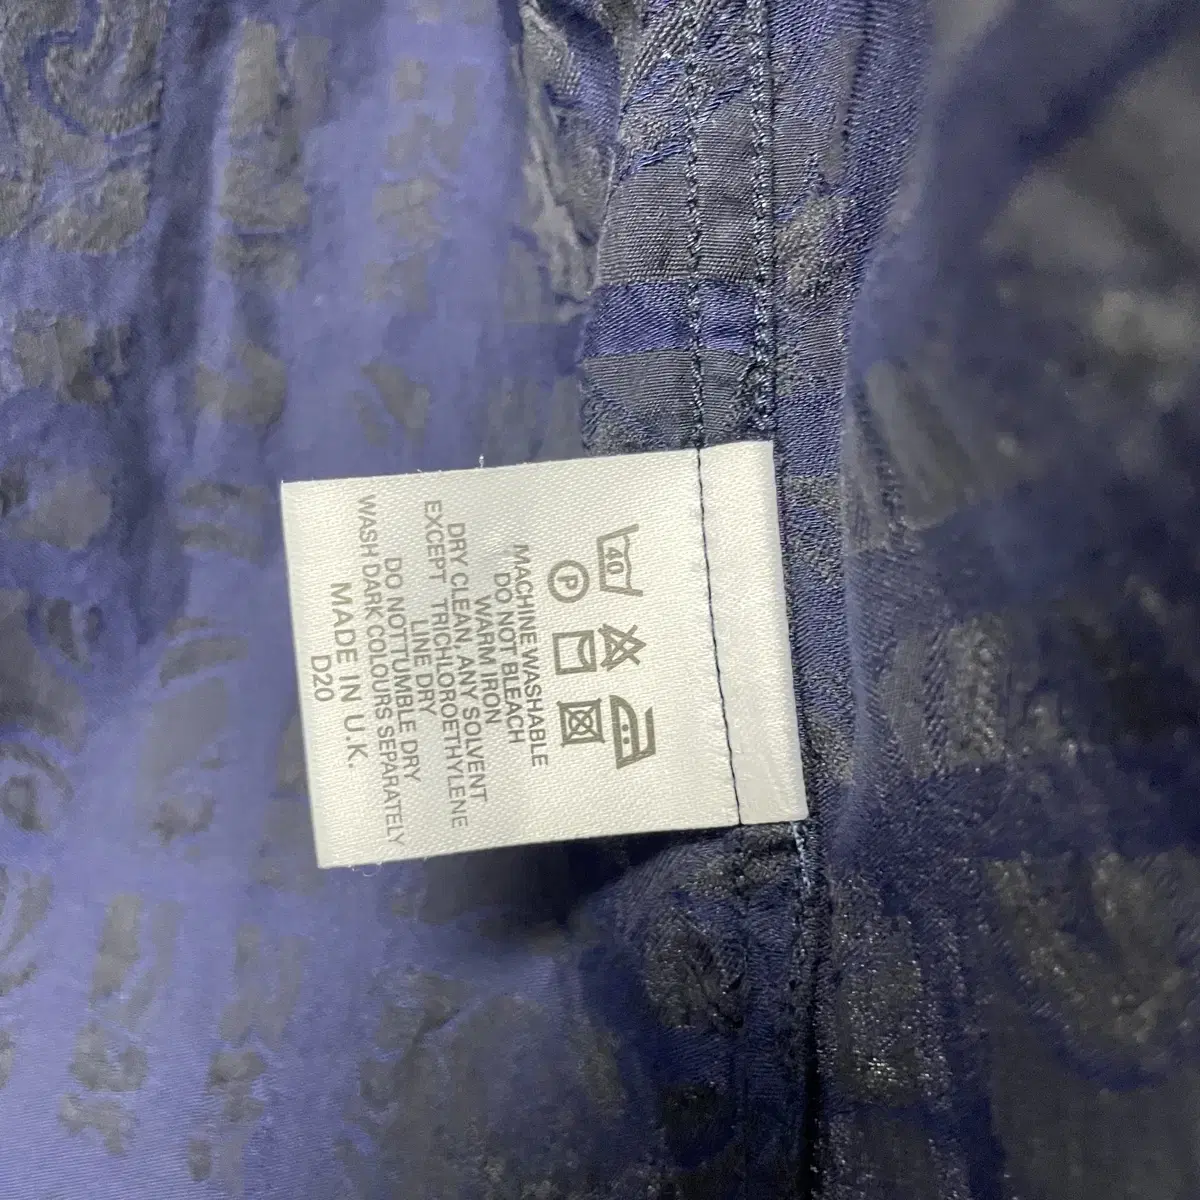 40
P
MACHINE WASHABLE
DO NOT BLEACH
WARM IRON
DRY CLEAN, ANY SOLVENT
EXCEPT TRICHLOROETHYLENE
LINE DRY
DO NOT TUMBLE DRY
WASH DARK COLOURS SEPARATELY
MADE IN U.K.
D20